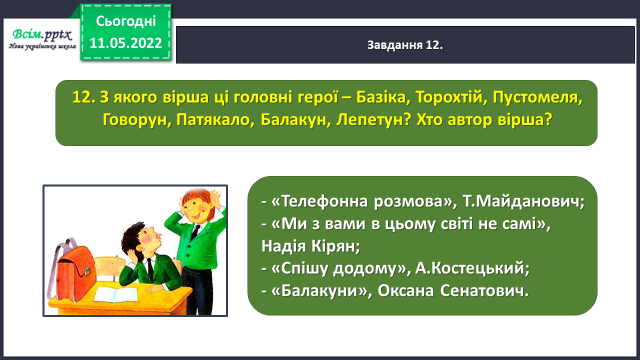 Всім.pptx
Нова українська школа
Сьогодні
11.05.2022
Завдання 12.
12. З якого вірша ці головні герої – Базіка, Торохтій, Пустомеля,
Говорун, Патякало, Балакун, Лепетун? Хто автор вірша?
- «Телефонна розмова», Т.Майданович;
- «Ми з вами в цьому світі не самі»,
Надія Кірян;
- «Спішу додому», А.Костецький;
- «Балакуни», Оксана Сенатович.